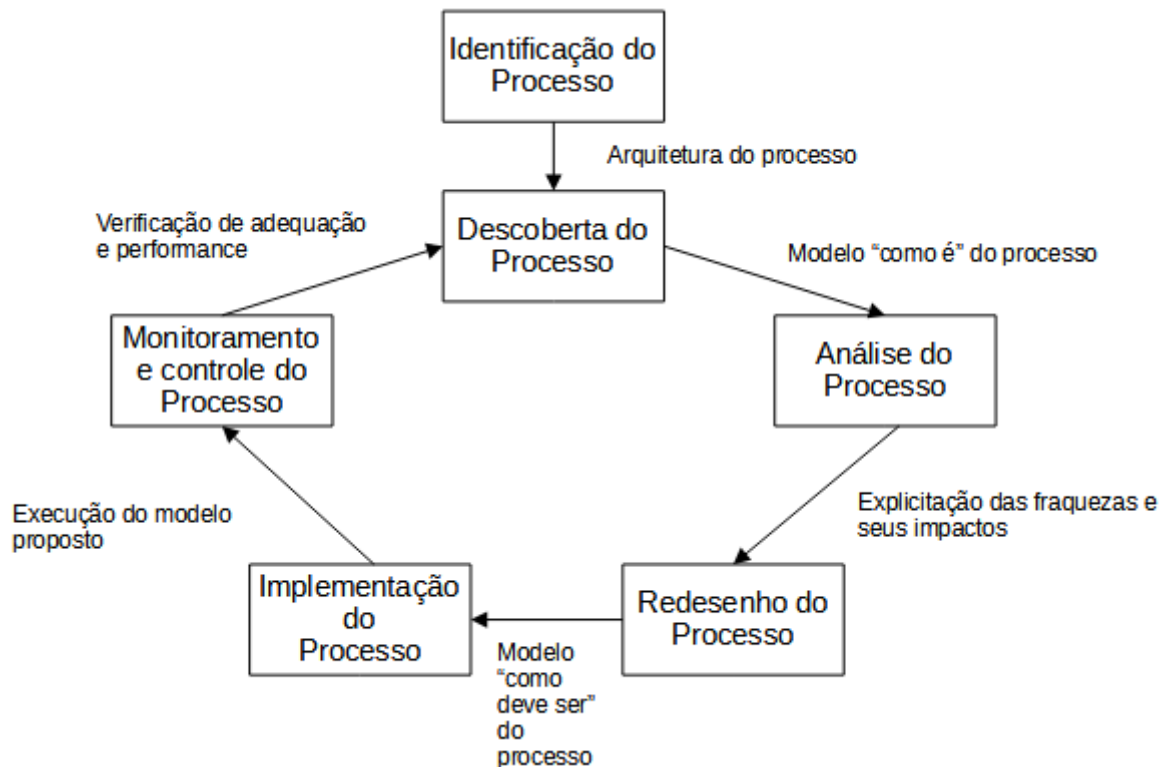 Identificação do
Processo
Arquitetura do processo
Verificação de adequação
e performance
Descoberta do
Processo
Modelo “como é” do processo
Monitoramento
e controle do
Processo
Análise do
Processo
Execução do modelo
proposto
Explicitação das fraquezas e
seus impactos
Implementação
do
Processo
Redesenho do
Processo
Modelo
“como
deve ser”
do
processo